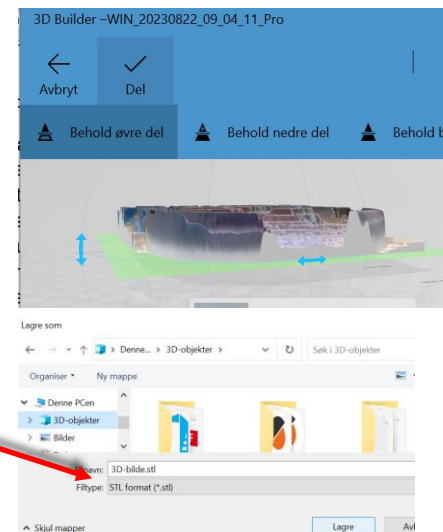 3D Builder –WIN_20230822_09_04_11_Pro
Avbryt
Del
Behold øvre del
Behold nedre del
Behold
Lagre som
Denne... > 3D-objekter >
Søk i 3D-objekter
Organiser
Ny mappe
Denne PCen
3D-objekter
Bilder
3D-bilde.stl
Filtype: STL format (*.stl)
Skjul mapper
Lagre